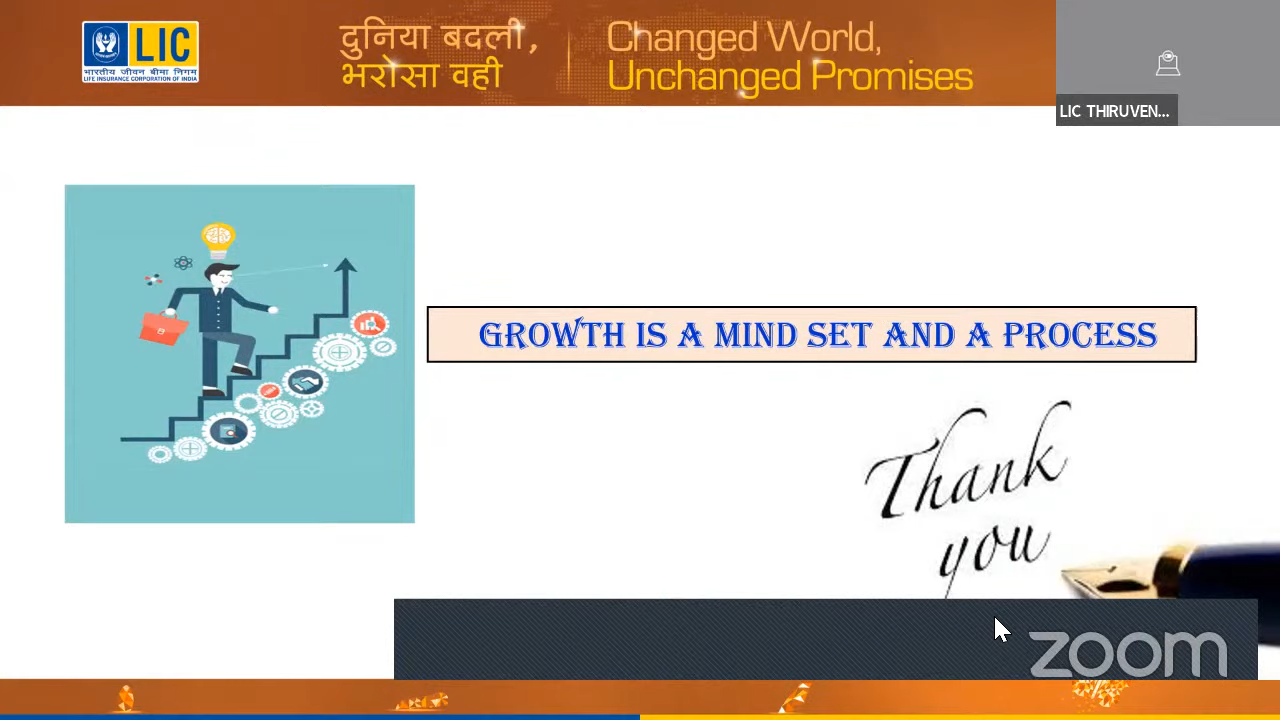 LIC
भारतीय जीवन बीमा निगम
LIFE INSURANCE CORPORATION OF INDIA
दुनिया बदली,
भरोसा वही
Changed World,
Unchanged Promises
LIC THIRUVEN...
GROWTH IS A MIND SET AND A PROCESS
Thank
you
zoom